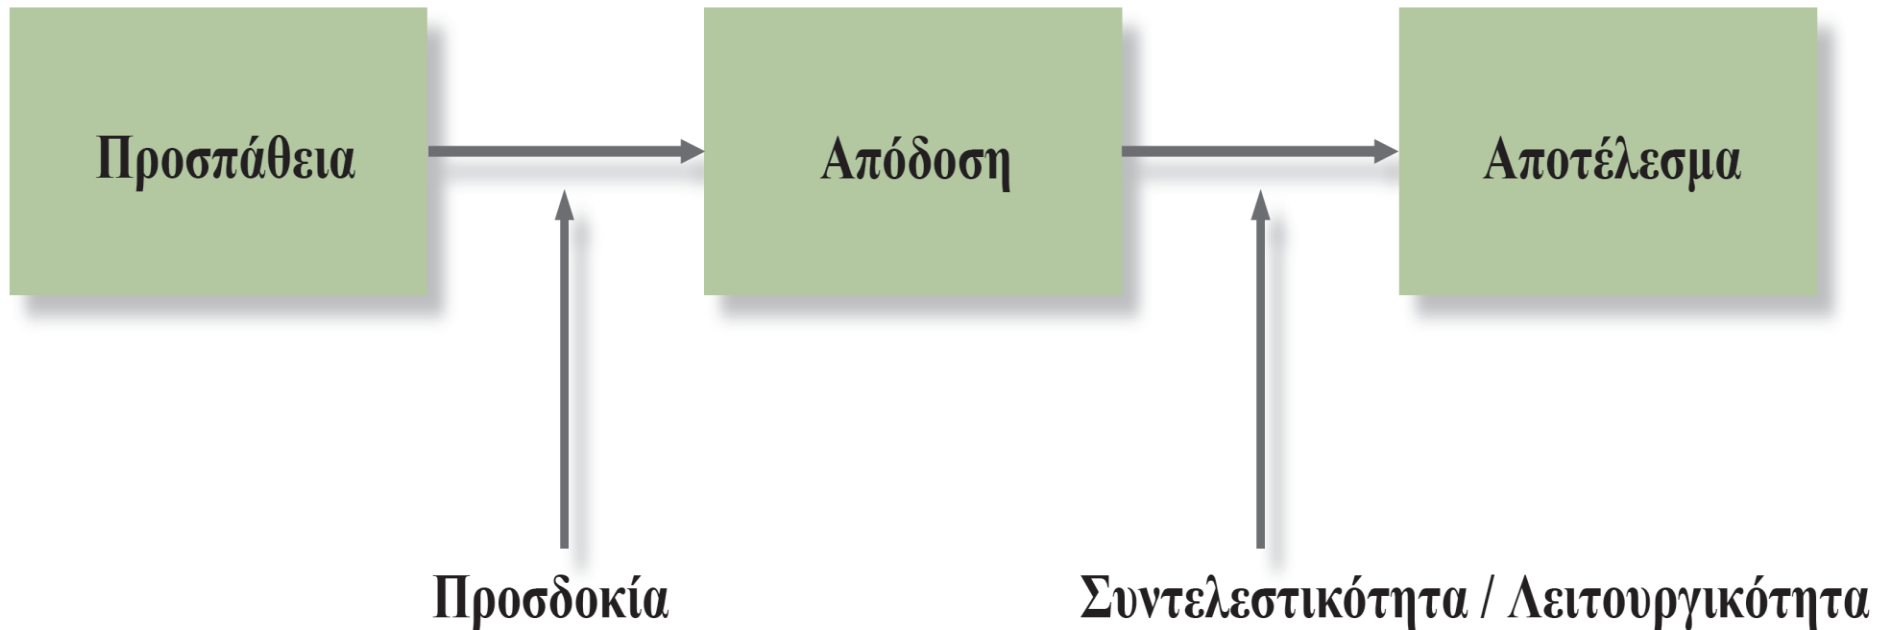 Προσπάθεια
Απόδοση
Αποτέλεσμα
Προσδοκία
Συντελεστικότητα / Λειτουργικότητα